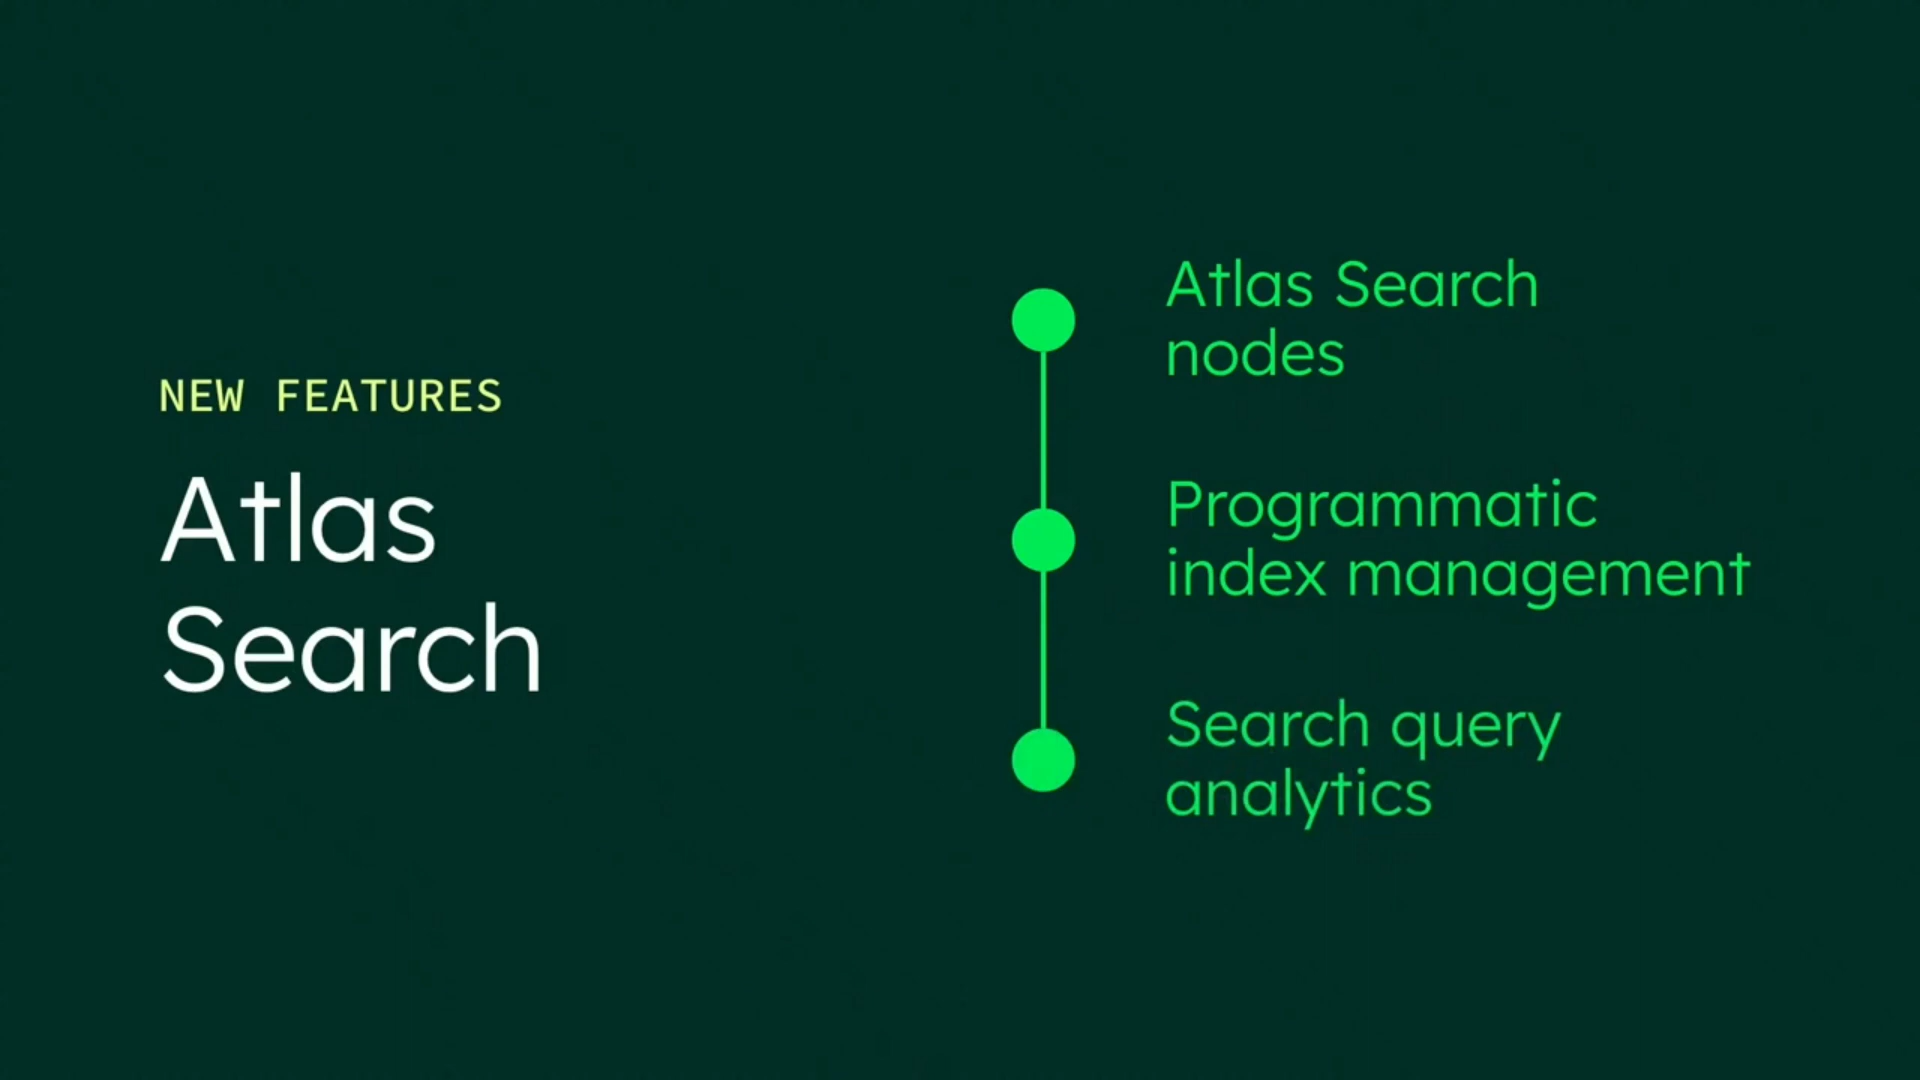 NEW FEATURES
Atlas
Search
Atlas Search
nodes
Programmatic
index management
Search query
analytics